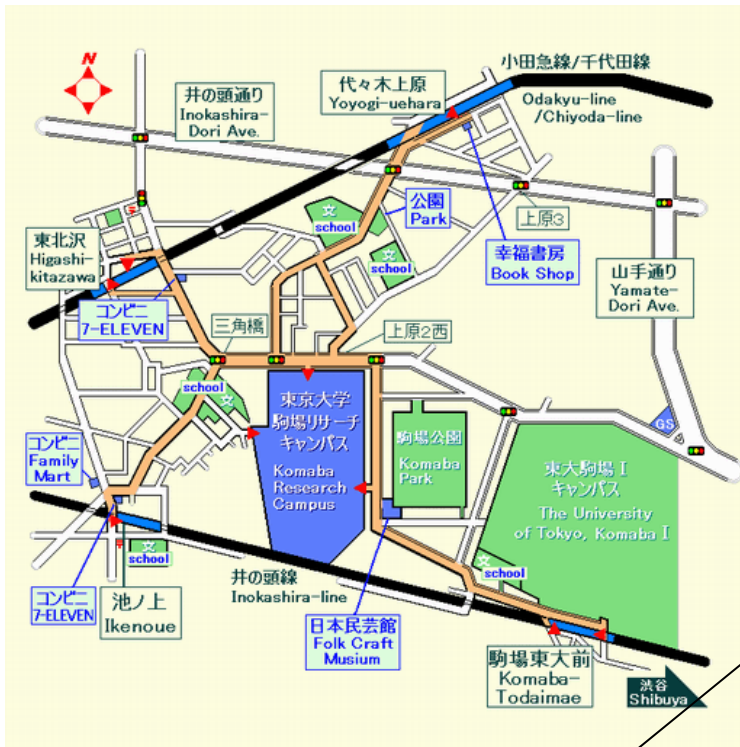 N
小田急線/千代田線
Odakyu-line
/Chiyoda-line
代々木上原
Yoyogi-uehara
井の頭通り
Inokashira-
Dori Ave.
公園
Park
文
school
上原3
東北沢
Higashi-
kitazawa
文
school
幸福書房
Book Shop
山手通り
Yamate-
Dori Ave.
コンビニ
7-ELEVEN
三角橋
上原2西
school
文
東京大学
駒場リサーチ
キャンパス
Komaba
Research
Campus
駒場公園
Komaba
Park
GS
コンビニ
Family
Mart
東大駒場 I
キャンパス
The University
of Tokyo, Komaba I
文
school
文
school
井の頭線
Inokashira-line
コンビニ
7-ELEVEN
池ノ上
Ikenoue
日本民芸館
Folk Craft
Musium
駒場東大前
Komaba-
Todaimae
渋谷
Shibuya